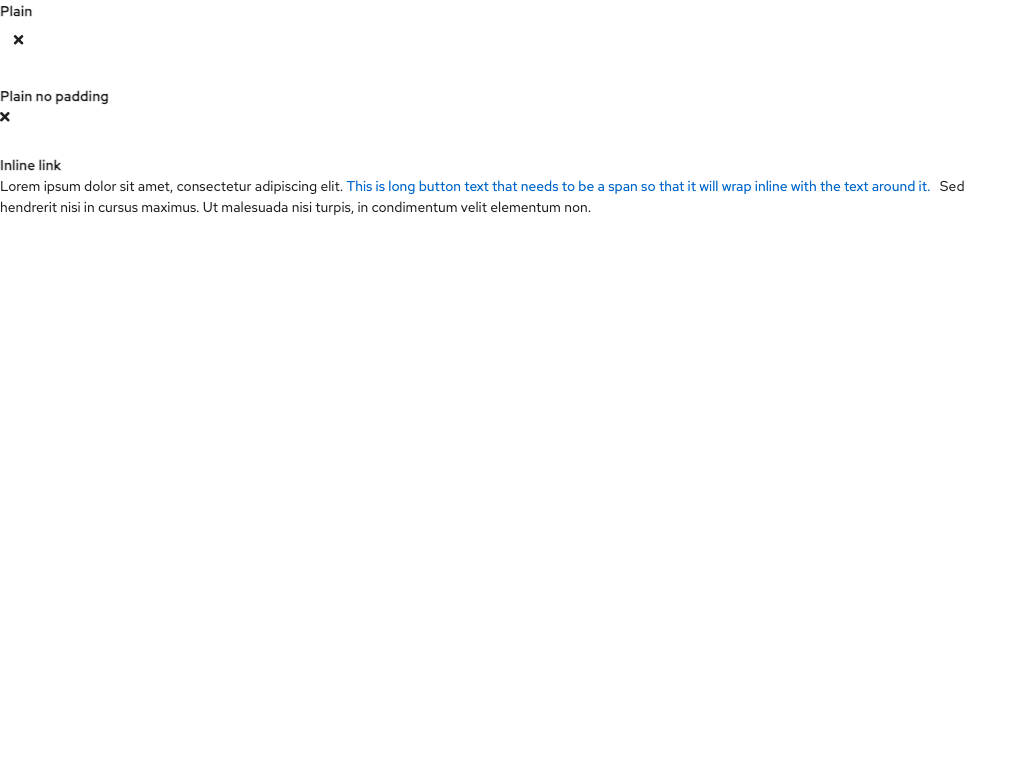 Plain
Plain no padding
Inline link
Lorem ipsum dolor sit amet, consectetur adipiscing elit. This is long button text that needs to be a span so that it will wrap inline with the text around it. Sed
hendrerit nisi in cursus maximus. Ut malesuada nisi turpis, in condimentum velit elementum non.